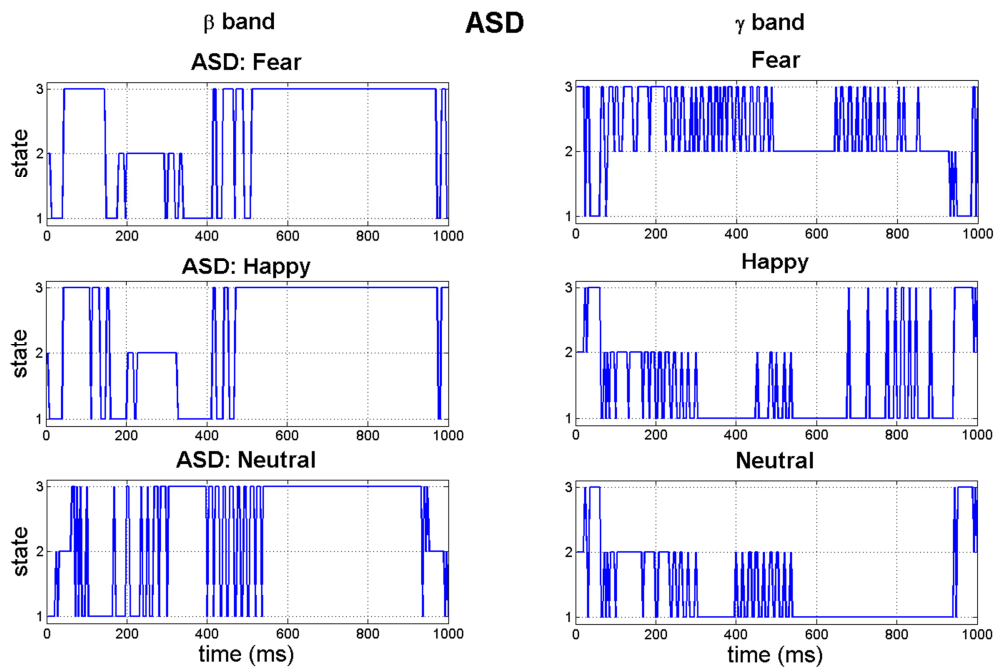 β band ASD γ band
ASD: Fear
Fear
state
3
2
1
0 200 400 600 800 1000
3
2
1
0 200 400 600 800 1000
ASD: Happy
Happy
state
3
2
1
0 200 400 600 800 1000
3
2
1
0 200 400 600 800 1000
ASD: Neutral
Neutral
state
3
2
1
0 200 400 600 800 1000
time (ms)
3
2
1
0 200 400 600 800 1000
time (ms)